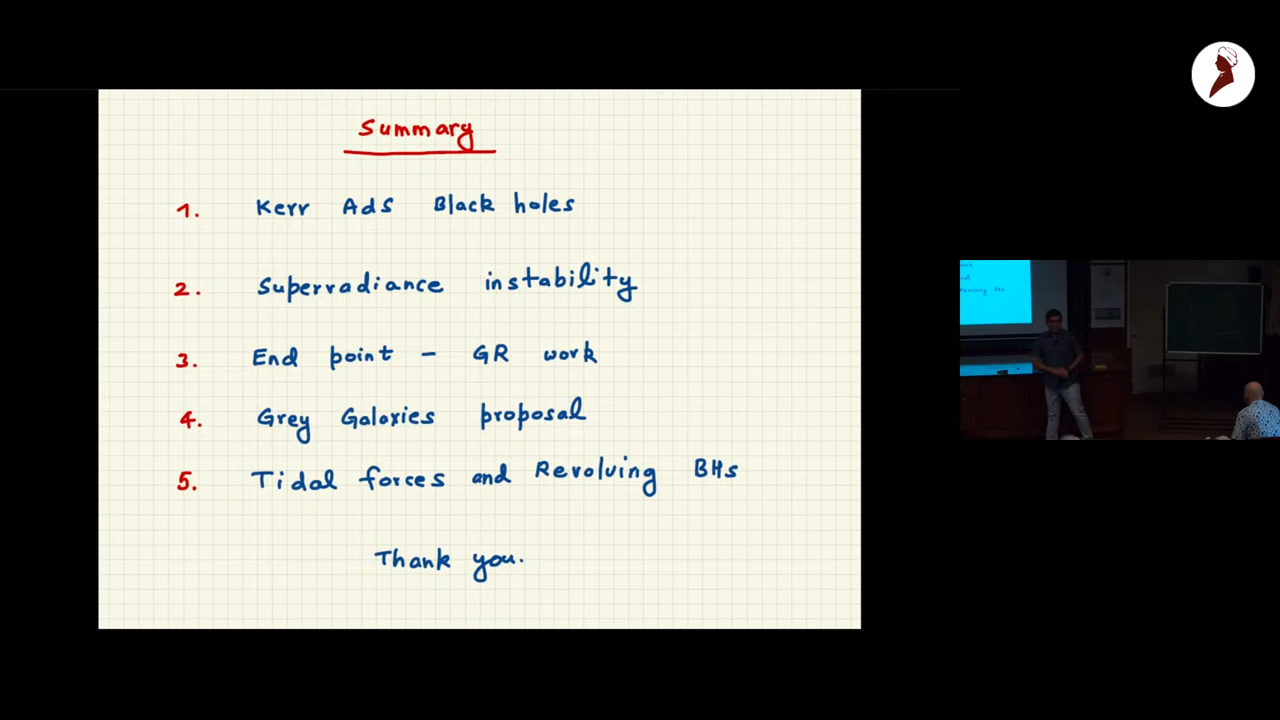 Summary
1. Kerr AdS Black holes
2. Superradiance instability
3. End point - GR work
4. Grey Galaxies proposal
5. Tidal forces and Revolving BHs
Thank you.